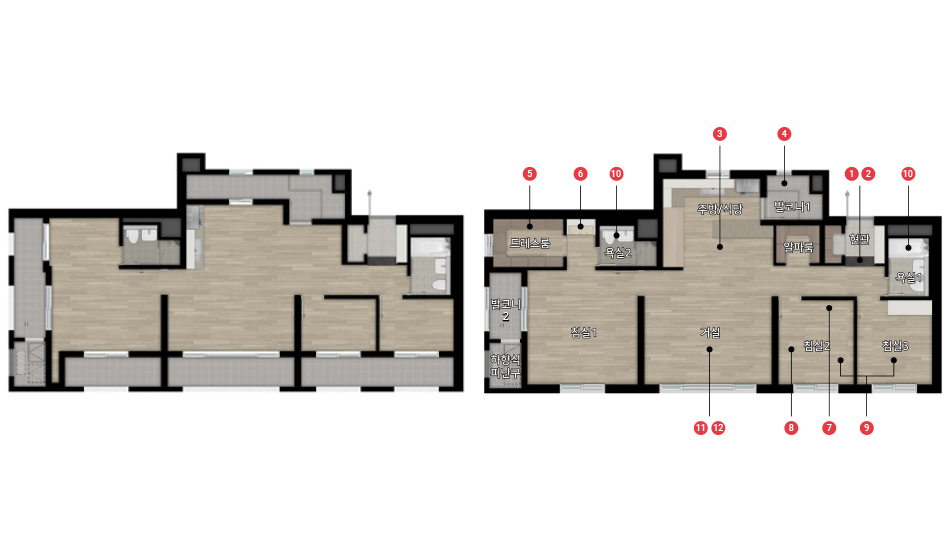 3
4
5
6
10
1
2
10
주방/식당
발코니1
드레스룸
욕실2
알파룸
현관
욕실1
발코니
2
침실1
거실
침실2
침실3
하향식
피난구
11
12
8
7
9